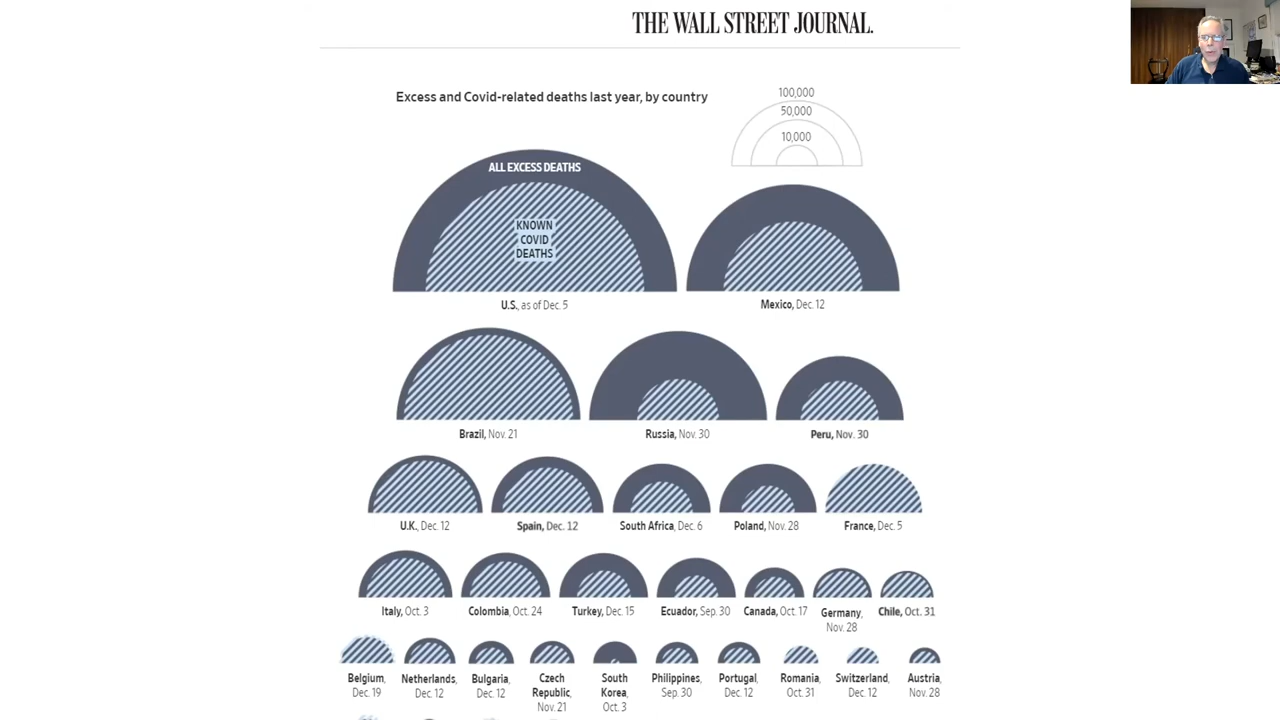 THE WALL STREET JOURNAL.
Excess and Covid-related deaths last year, by country
100,000
50,000
10,000
ALL EXCESS DEATHS
KNOWN
COVID
DEATHS
U.S., as of Dec. 5
Mexico, Dec. 12
Brazil, Nov. 21
Russia, Nov. 30
Peru, Nov. 30
U.K., Dec. 12
Spain, Dec. 12
South Africa, Dec. 6
Poland, Nov. 28
France, Dec. 5
Italy, Oct. 3
Colombia, Oct. 24
Turkey, Dec. 15
Ecuador, Sep. 30
Canada, Oct. 17
Germany,
Nov. 28
Chile, Oct. 31
Belgium,
Dec. 19
Netherlands,
Dec. 12
Bulgaria,
Dec. 12
Czech
Republic,
Nov. 21
South
Korea,
Oct. 3
Philippines,
Sep. 30
Portugal,
Dec. 12
Romania,
Oct. 31
Switzerland,
Dec. 12
Austria,
Nov. 28